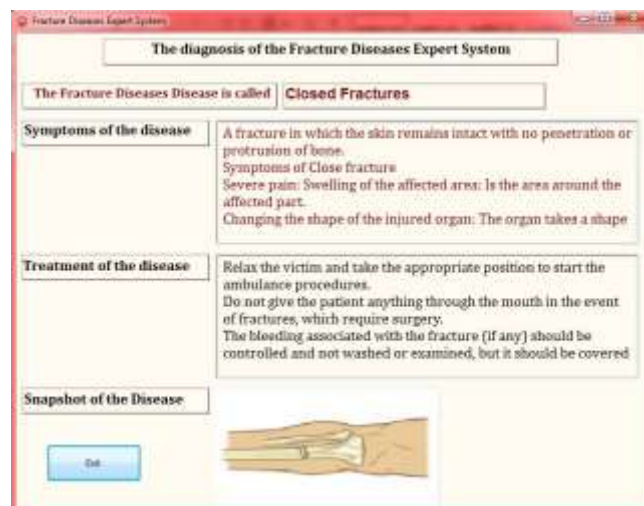 Fracture Diseases Expert System
The diagnosis of the Fracture Diseases Expert System
The Fracture Diseases Disease is called
Closed Fractures
Symptoms of the disease
A fracture in which the skin remains intact with no penetration or
protrusion of bone.
Symptoms of Close fracture
Severe pain: Swelling of the affected area: Is the area around the
affected part.
Changing the shape of the injured organ: The organ takes a shape
Treatment of the disease
Relax the victim and take the appropriate position to start the
ambulance procedures.
Do not give the patient anything through the mouth in the event
of fractures, which require surgery.
The bleeding associated with the fracture (if any) should be
controlled and not washed or examined, but it should be covered
Snapshot of the Disease
Exit